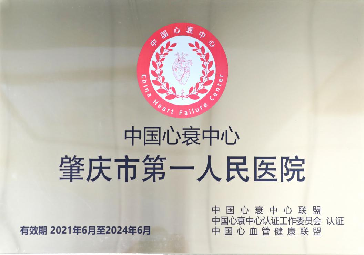 中国心衰中心
China Heart Failure Center
中国心衰中心
肇庆市第一人民医院
中国心衰中心联盟
中国心衰中心认证工作委员会 认证
中国心血管健康联盟
有效期 2021年6月至2024年6月